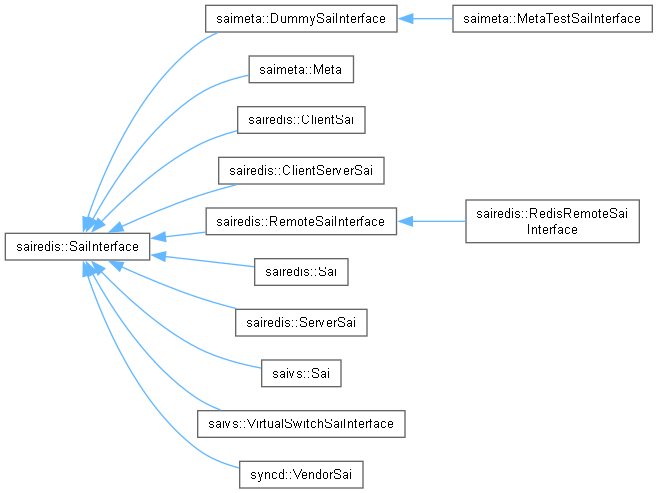 saimeta::DummySaiInterface
saimeta::MetaTestSaiInterface
saimeta::Meta
sairedis::ClientSai
sairedis::ClientServerSai
sairedis::RemoteSaiInterface
sairedis::RedisRemoteSai
Interface
sairedis::SaiInterface
sairedis::Sai
sairedis::ServerSai
saivs::Sai
saivs::VirtualSwitchSaiInterface
syncd::VendorSai